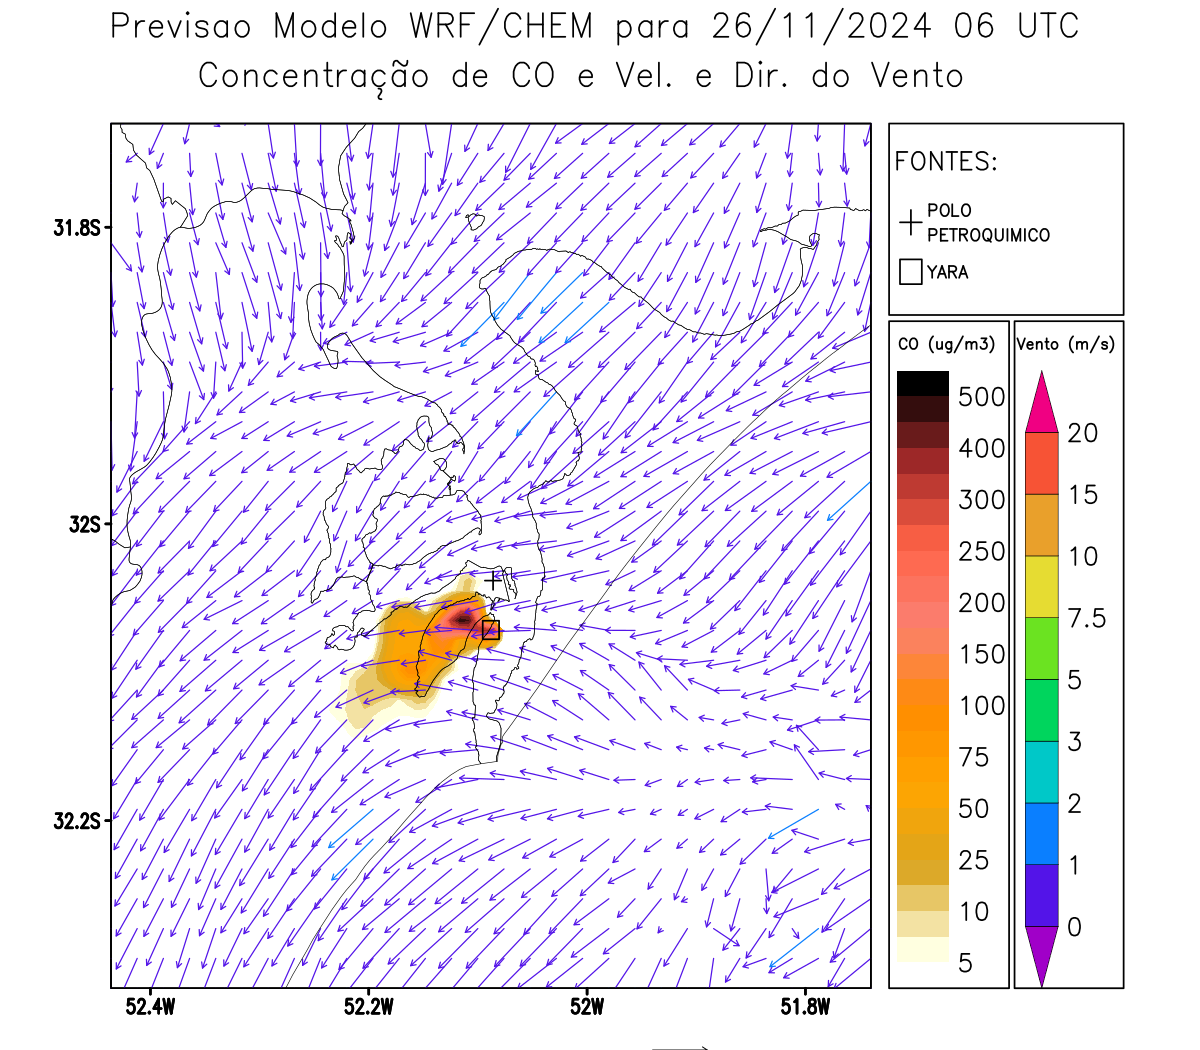 Previsao Modelo WRF/CHEM para 26/11/2024 06 UTC
Concentração de CO e Vel. e Dir. do Vento
FONTES:
POLO
PETROQUIMICO
YARA
CO (ug/m3)
500
400
300
250
200
150
100
75
50
25
10
5
Vento (m/s)
20
15
10
7.5
5
3
2
1
0
31.8S
32S
32.2S
52.4W
52.2W
52W
51.8W